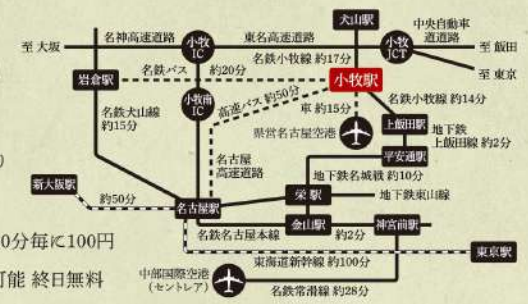 犬山駅
中央自動車
道道路
至 大坂
名神高速道路
小牧
IC
東名高速道路
小牧
JCT
至 飯田
名鉄小牧線 約17分
至 東京
岩倉駅
名鉄バス
約20分
小牧駅
名鉄犬山線
約15分
小牧南
IC
高速バス 約50分
車 約15分
名鉄小牧線 約14分
県営名古屋空港
上飯田駅
地下鉄
上飯田線 約2分
平安通駅
名古屋
高速道路
地下鉄名城線 約10分
新大阪駅
約50分
名古屋駅
栄 駅
地下鉄東山線
金山駅
神宮前駅
名鉄名古屋本線
約2分
0分毎に100円
東海道新幹線 約100分
東京駅
可能 終日無料
中部国際空港
(セントレア)
名鉄常滑線 約28分